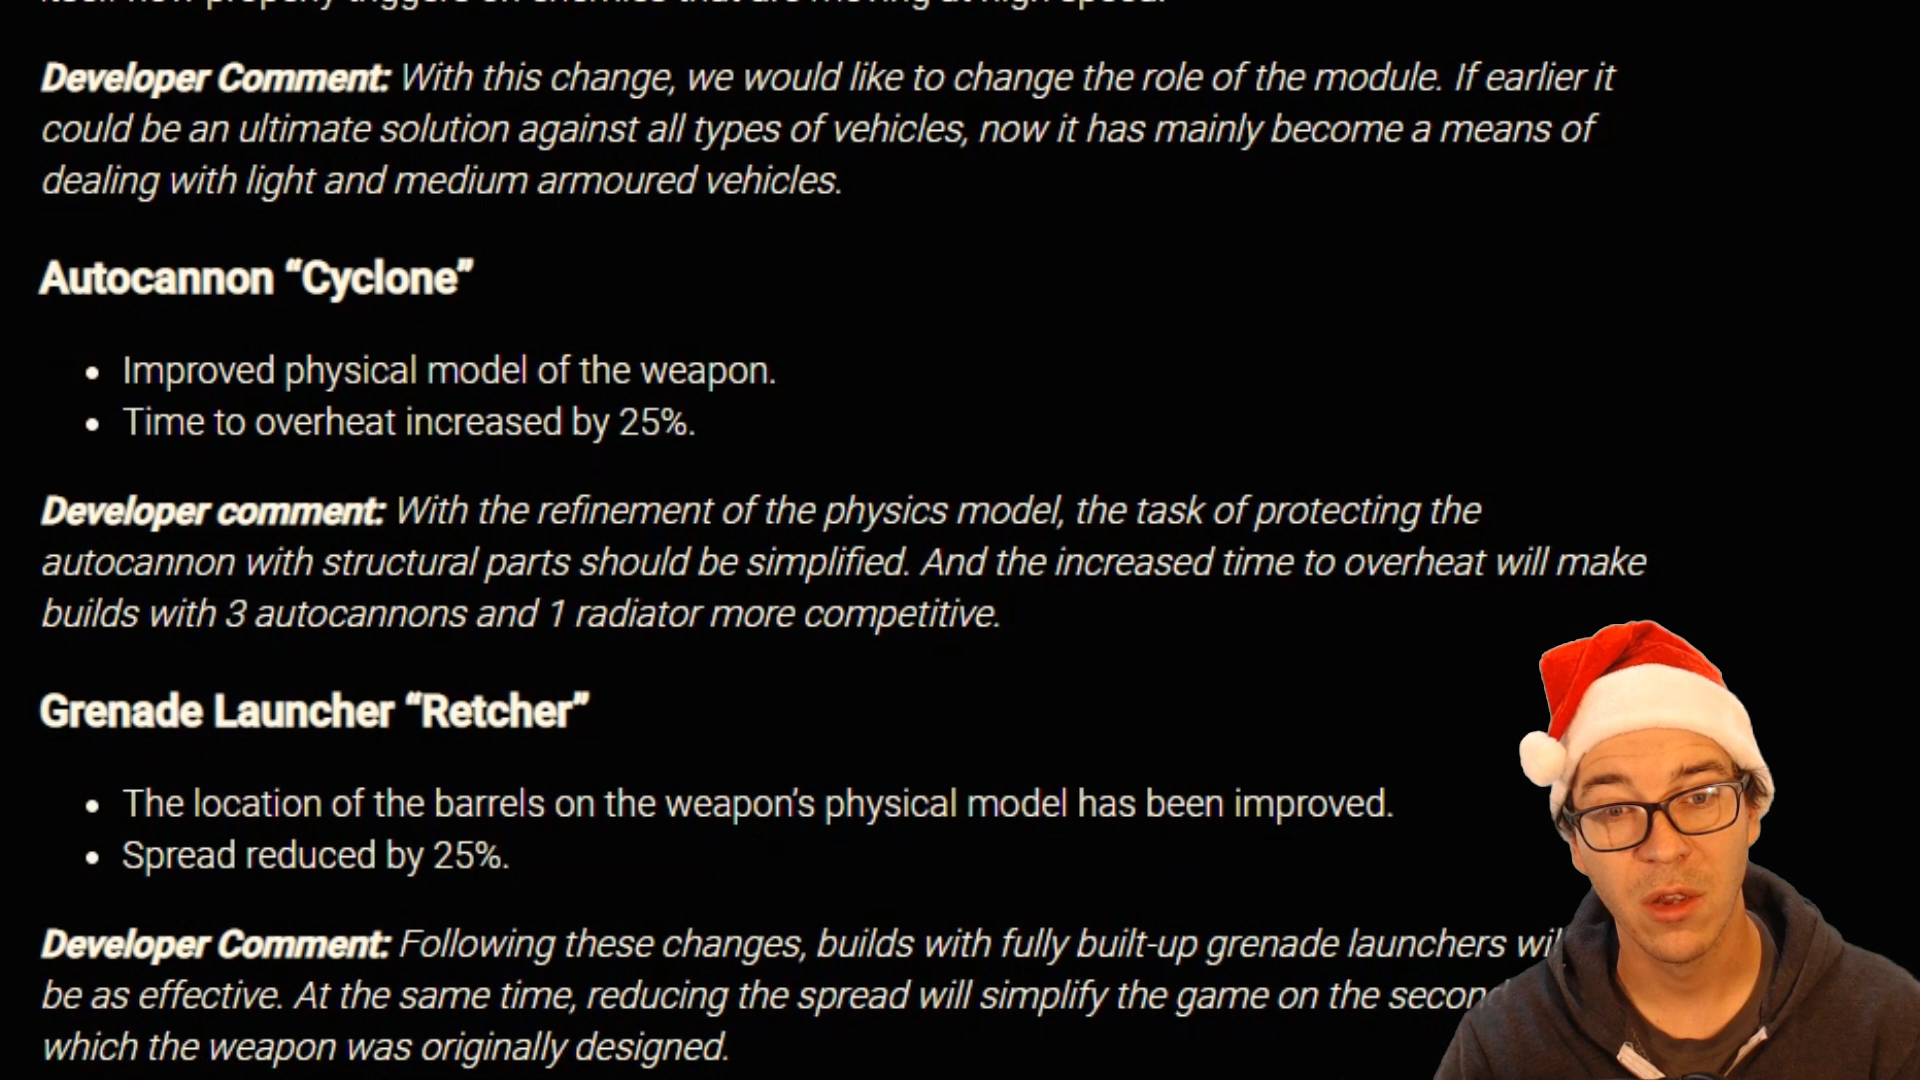 Developer Comment: With this change, we would like to change the role of the module. If earlier it
could be an ultimate solution against all types of vehicles, now it has mainly become a means of
dealing with light and medium armoured vehicles.
Autocannon “Cyclone”
• Improved physical model of the weapon.
• Time to overheat increased by 25%.
Developer comment: With the refinement of the physics model, the task of protecting the
autocannon with structural parts should be simplified. And the increased time to overheat will make
builds with 3 autocannons and 1 radiator more competitive.
Grenade Launcher “Retcher”
• The location of the barrels on the weapon’s physical model has been improved.
• Spread reduced by 25%.
Developer Comment: Following these changes, builds with fully built-up grenade launchers
be as effective. At the same time, reducing the spread will simplify the game on the
which the weapon was originally designed.